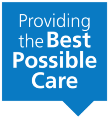 Providing
the Best
Possible
Care